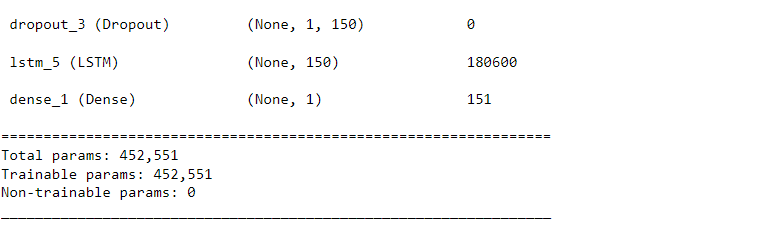 dropout_3 (Dropout) (None, 1, 150) 0
lstm_5 (LSTM) (None, 150) 180600
dense_1 (Dense) (None, 1) 151
=================================================================
Total params: 452,551
Trainable params: 452,551
Non-trainable params: 0
_________________________________________________________________